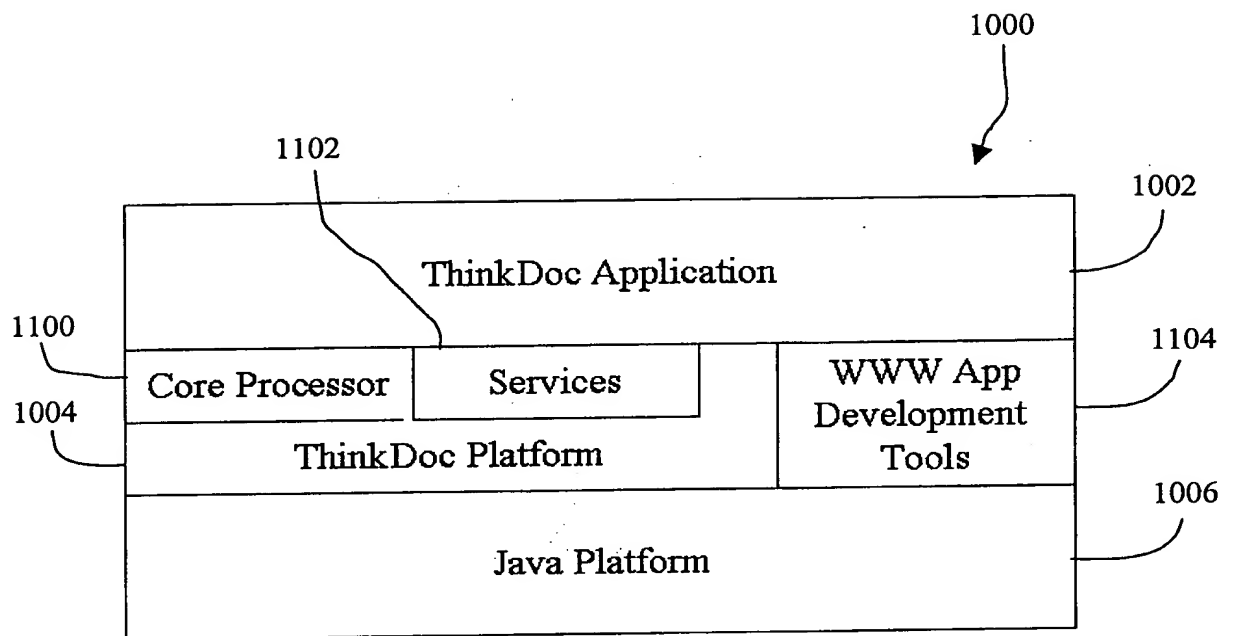 1000
1102
1002
ThinkDoc Application
1100
1104
Core Processor
Services
WWW App
Development
Tools
1004
ThinkDoc Platform
1006
Java Platform